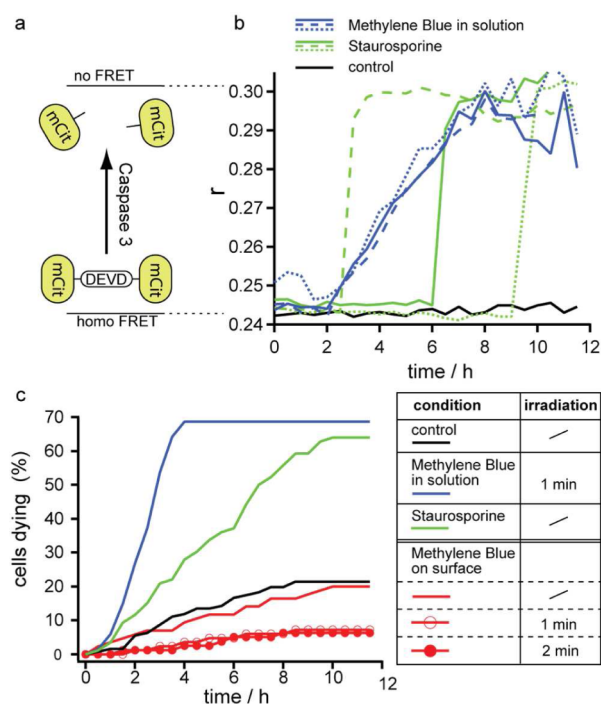 a
no FRET
mCit
mCit
Caspase 3
mCit
DEVD
mCit
homo FRET
b
Methylene Blue in solution
Staurosporine
control
r
0.30
0.29
0.28
0.27
0.26
0.25
0.24
0 2 4 6 8 10 12
time / h
c
cells dying (%)
70
60
50
40
30
20
10
0
0 2 4 6 8 10 12
time / h
condition irradiation
control
Methylene Blue
in solution
1 min
Staurosporine
Methylene Blue
on surface
1 min
2 min